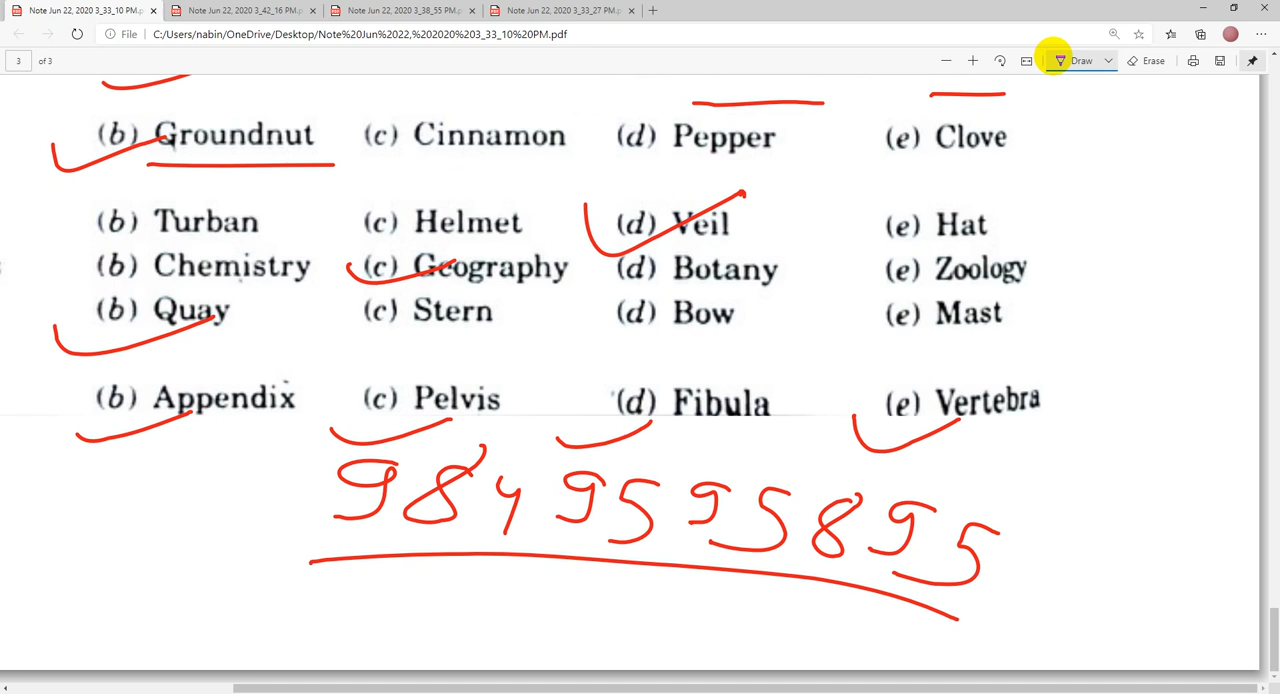 Note Jun 22, 2020 3_33_10 PM.p Note Jun 22, 2020 3_42_16 PM.p Note Jun 22, 2020 3_38_55 PM.p Note Jun 22, 2020 3_33_27 PM.p
File C:/Users/nabin/OneDrive/Desktop/Note%20Jun%2022,%202020%203_33_10%20PM.pdf
3 of 3 Draw Erase
(b) Groundnut (c) Cinnamon (d) Pepper (e) Clove
(b) Turban (c) Helmet (d) Veil (e) Hat
(b) Chemistry (c) Geography (d) Botany (e) Zoology
(b) Quay (c) Stern (d) Bow (e) Mast
(b) Appendix (c) Pelvis (d) Fibula (e) Vertebra
9849595895